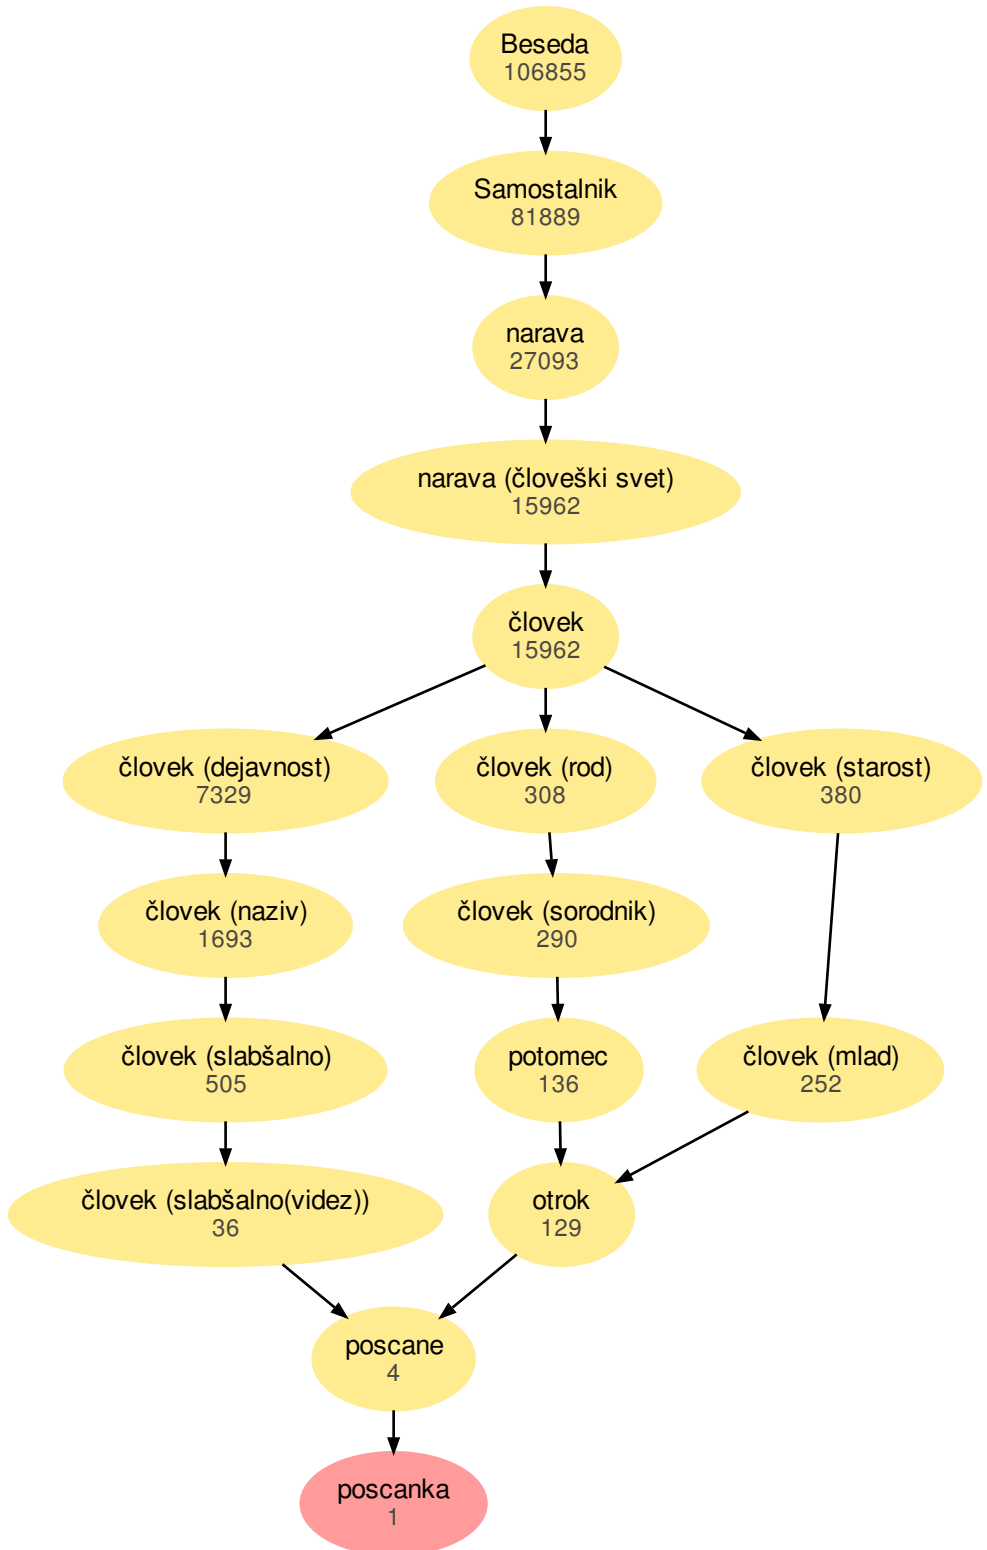 Beseda
106855
Samostalnik
81889
narava
27093
narava (človeški svet)
15962
človek
15962
človek (dejavnost)
7329
človek (rod)
308
človek (starost)
380
človek (naziv)
1693
človek (sorodnik)
290
človek (slabšalno)
505
potomec
136
človek (mlad)
252
človek (slabšalno(videz))
36
otrok
129
poscane
4
poscanka
1